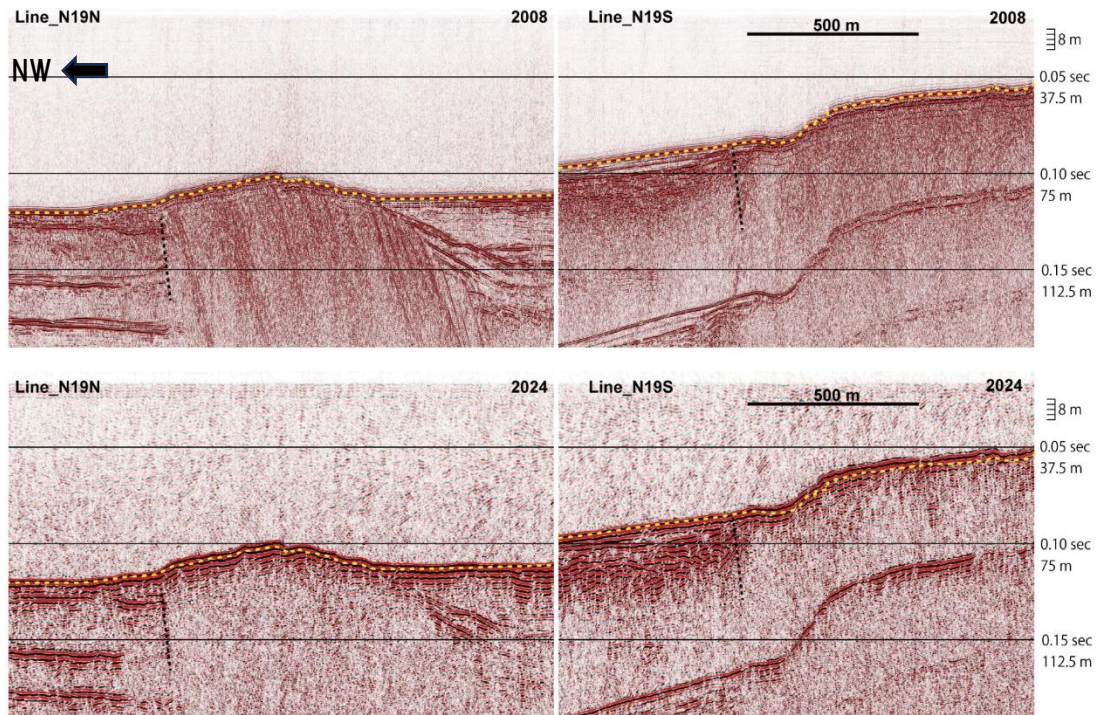 Line_N19N 2008
Line_N19S 2008
500 m
8 m
NW
0.05 sec
37.5 m
0.10 sec
75 m
0.15 sec
112.5 m
Line_N19N 2024
Line_N19S 2024
500 m
8 m
0.05 sec
37.5 m
0.10 sec
75 m
0.15 sec
112.5 m